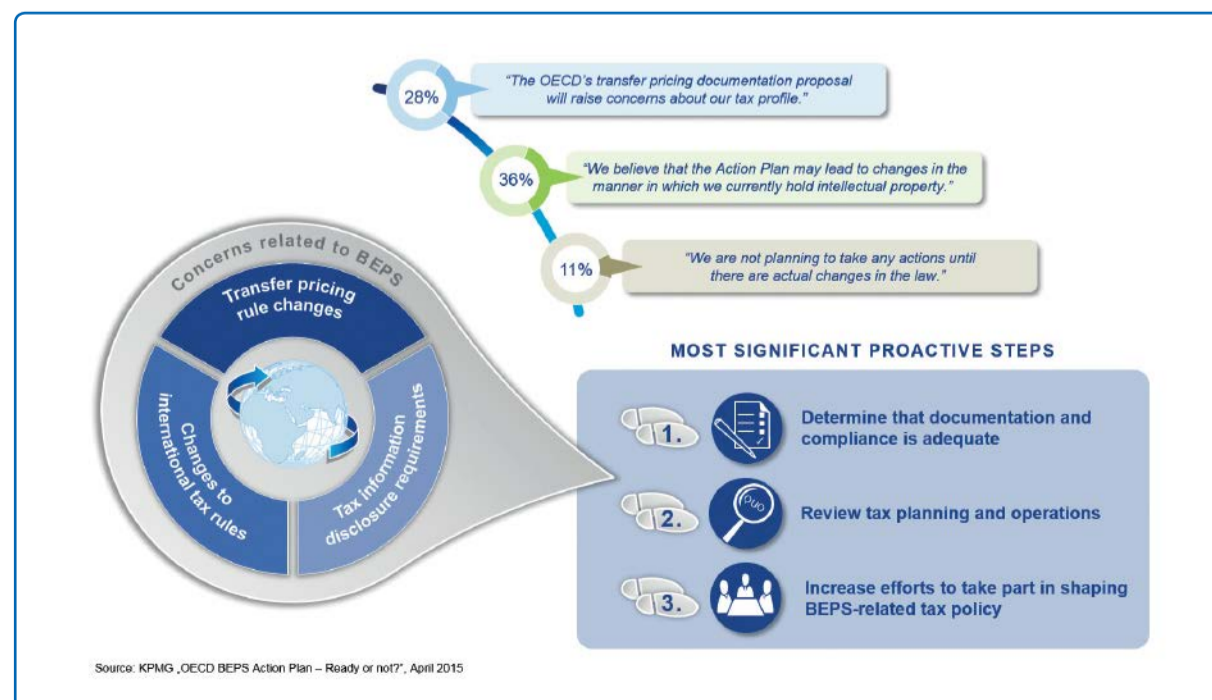 28%
"The OECD's transfer pricing documentation proposal
will raise concerns about our tax profile."
36%
"We believe that the Action Plan may lead to changes in the
manner in which we currently hold intellectual property."
11%
"We are not planning to take any actions until
there are actual changes in the law."
Concerns related to BEPS
Transfer pricing
rule changes
Changes to
international tax rules
Tax information
disclosure requirements
MOST SIGNIFICANT PROACTIVE STEPS
1.
Determine that documentation and
compliance is adequate
2.
Review tax planning and operations
3.
Increase efforts to take part in shaping
BEPS-related tax policy
Source: KPMG „OECD BEPS Action Plan – Ready or not?", April 2015